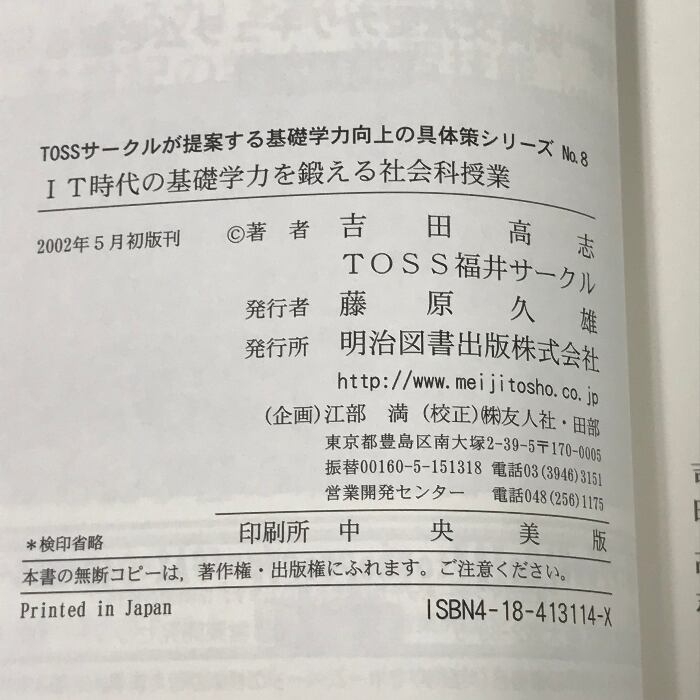 TOSSサークルが提案する基礎学力向上の具体策シリーズ No.8
IT時代の基礎学力を鍛える社会科授業
2002年5月初版刊 ©著 者 吉 田 高 志
TOSS福井サークル
発行者 藤 原 久 雄
発行所 明治図書出版株式会社
http://www.meijitosho.co.jp
(企画)江部 満 (校正)㈱友人社・田部
東京都豊島区南大塚2-39-5〒170-0005
振替00160-5-151318 電話03(3946)3151
営業開発センター 電話048(256)1175
*検印省略 印刷所 中 央 美 版
本書の無断コピーは,著作権・出版権にふれます。ご注意ください。
Printed in Japan ISBN4-18-413114-X